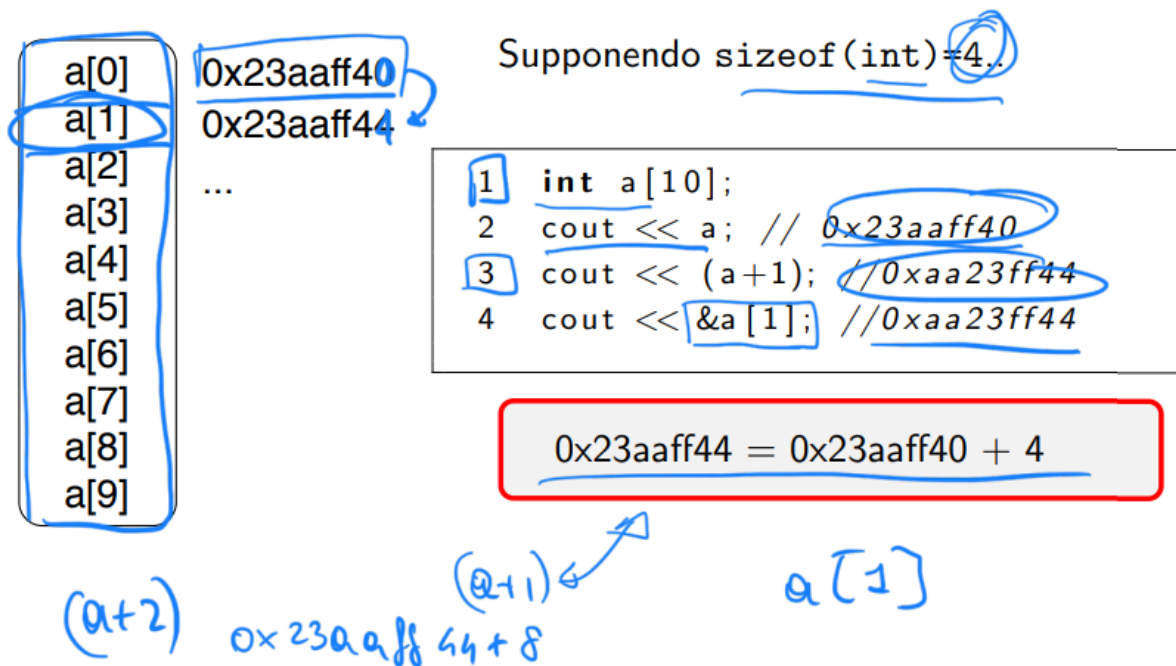 Supponendo sizeof(int)=4..
a[0] 0x23aaff40
a[1] 0x23aaff44
a[2] ...
a[3]
a[4]
a[5]
a[6]
a[7]
a[8]
a[9]
1 int a[10];
2 cout << a; // 0x23aaff40
3 cout << (a+1); //0xaa23ff44
4 cout << &a[1]; //0xaa23ff44
0x23aaff44 = 0x23aaff40 + 4
(a+1) a[1]
(a+2) 0x23aaff44+8